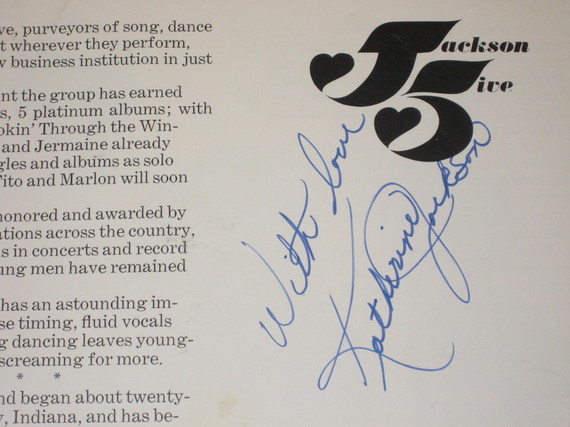 ve, purveyors of song, dance
t wherever they perform,
w business institution in just
nt the group has earned
s, 5 platinum albums; with
okin' Through the Win-
and Jermaine already
gles and albums as solo
Tito and Marlon will soon
honored and awarded by
ations across the country,
s in concerts and record
ung men have remained
has an astounding im-
se timing, fluid vocals
g dancing leaves young-
screaming for more.
* *
nd began about twenty-
y, Indiana, and has be-
Jackson
5ive
With love
Katherine Jackson